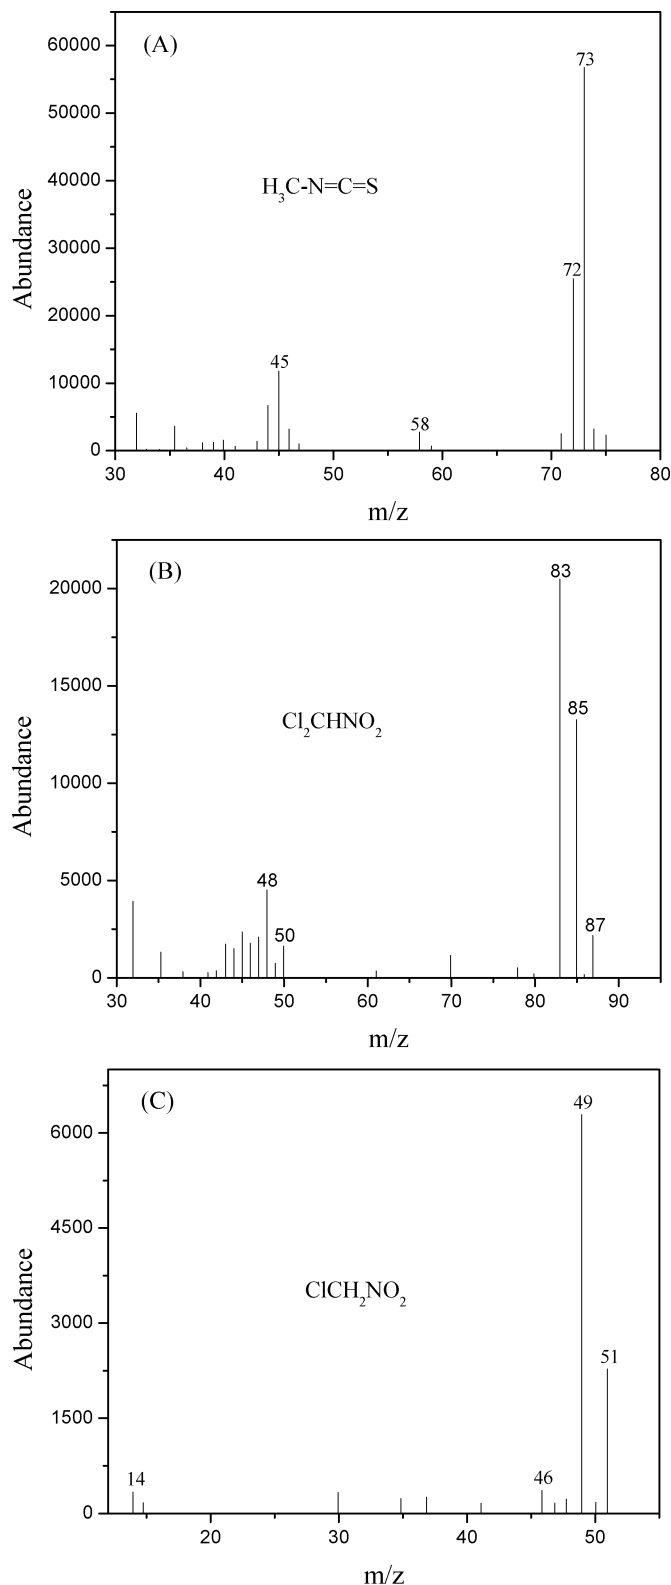 (A)
60000
50000
40000
30000
20000
10000
0
Abundance
H₃C-N=C=S
73
72
45
58
30 40 50 60 70 80
m/z
(B)
20000
15000
10000
5000
0
Abundance
Cl₂CHNO₂
83
85
48
50
87
30 40 50 60 70 80 90
m/z
(C)
6000
4500
3000
1500
0
Abundance
ClCH₂NO₂
49
51
14
46
20 30 40 50
m/z